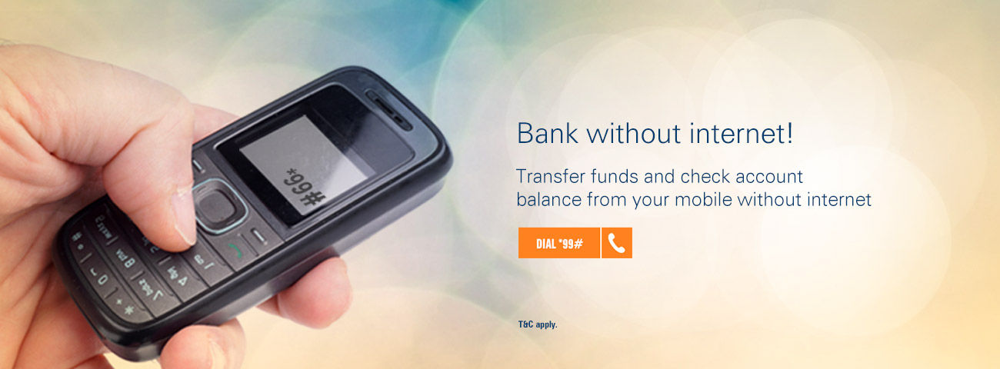 *99#
Bank without internet!
Transfer funds and check account
balance from your mobile without internet
DIAL *99#
T&C apply.